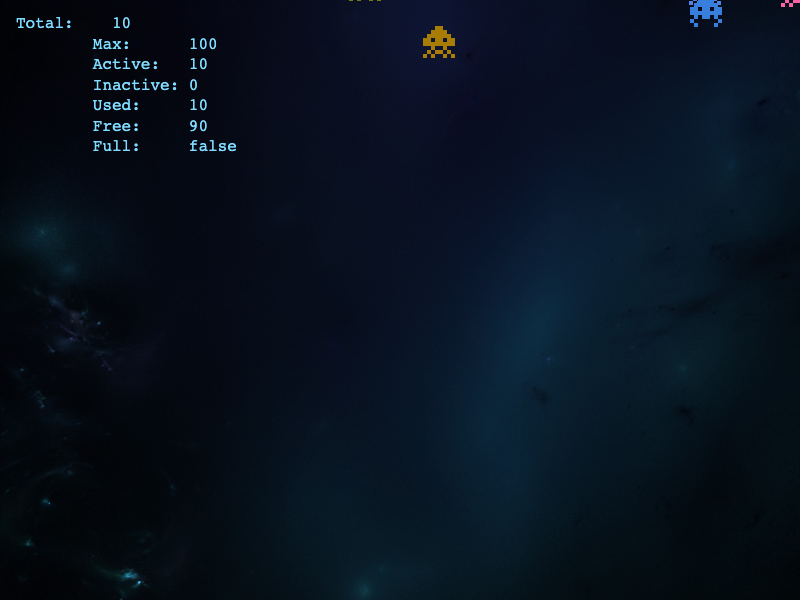 Total: 10
Max: 100
Active: 10
Inactive: 0
Used: 10
Free: 90
Full: false